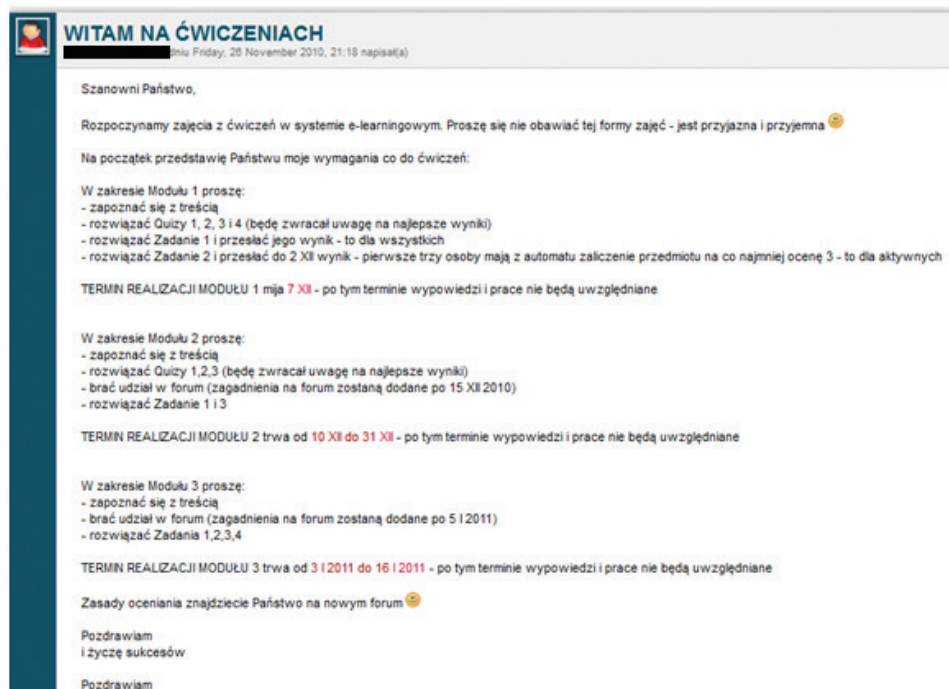 WITAM NA ĆWICZENIACH
dniu Friday, 26 November 2010, 21:18 napisał(a)
Szanowni Państwo,
Rozpoczynamy zajęcia z ćwiczeń w systemie e-learningowym. Proszę się nie obawiać tej formy zajęć - jest przyjazna i przyjemna
Na początek przedstawię Państwu moje wymagania co do ćwiczeń:
W zakresie Modułu 1 proszę:
- zapoznać się z treścią
- rozwiązać Quizy 1, 2, 3 i 4 (będę zwracał uwagę na najlepsze wyniki)
- rozwiązać Zadanie 1 i przesłać jego wynik - to dla wszystkich
- rozwiązać Zadanie 2 i przesłać do 2 XII wynik - pierwsze trzy osoby mają z automatu zaliczenie przedmiotu na co najmniej ocenę 3 - to dla aktywnych
TERMIN REALIZACJI MODUŁU 1 mija 7 XII - po tym terminie wypowiedzi i prace nie będą uwzględniane
W zakresie Modułu 2 proszę:
- zapoznać się z treścią
- rozwiązać Quizy 1,2,3 (będę zwracał uwagę na najlepsze wyniki)
- brać udział w forum (zagadnienia na forum zostaną dodane po 15 XII 2010)
- rozwiązać Zadanie 1 i 3
TERMIN REALIZACJI MODUŁU 2 trwa od 10 XII do 31 XII - po tym terminie wypowiedzi i prace nie będą uwzględniane
W zakresie Modułu 3 proszę:
- zapoznać się z treścią
- brać udział w forum (zagadnienia na forum zostaną dodane po 5 I 2011)
- rozwiązać Zadania 1,2,3,4
TERMIN REALIZACJI MODUŁU 3 trwa od 3 I 2011 do 16 I 2011 - po tym terminie wypowiedzi i prace nie będą uwzględniane
Zasady oceniania znajdziecie Państwo na nowym forum
Pozdrawiam
i życzę sukcesów
Pozdrawiam